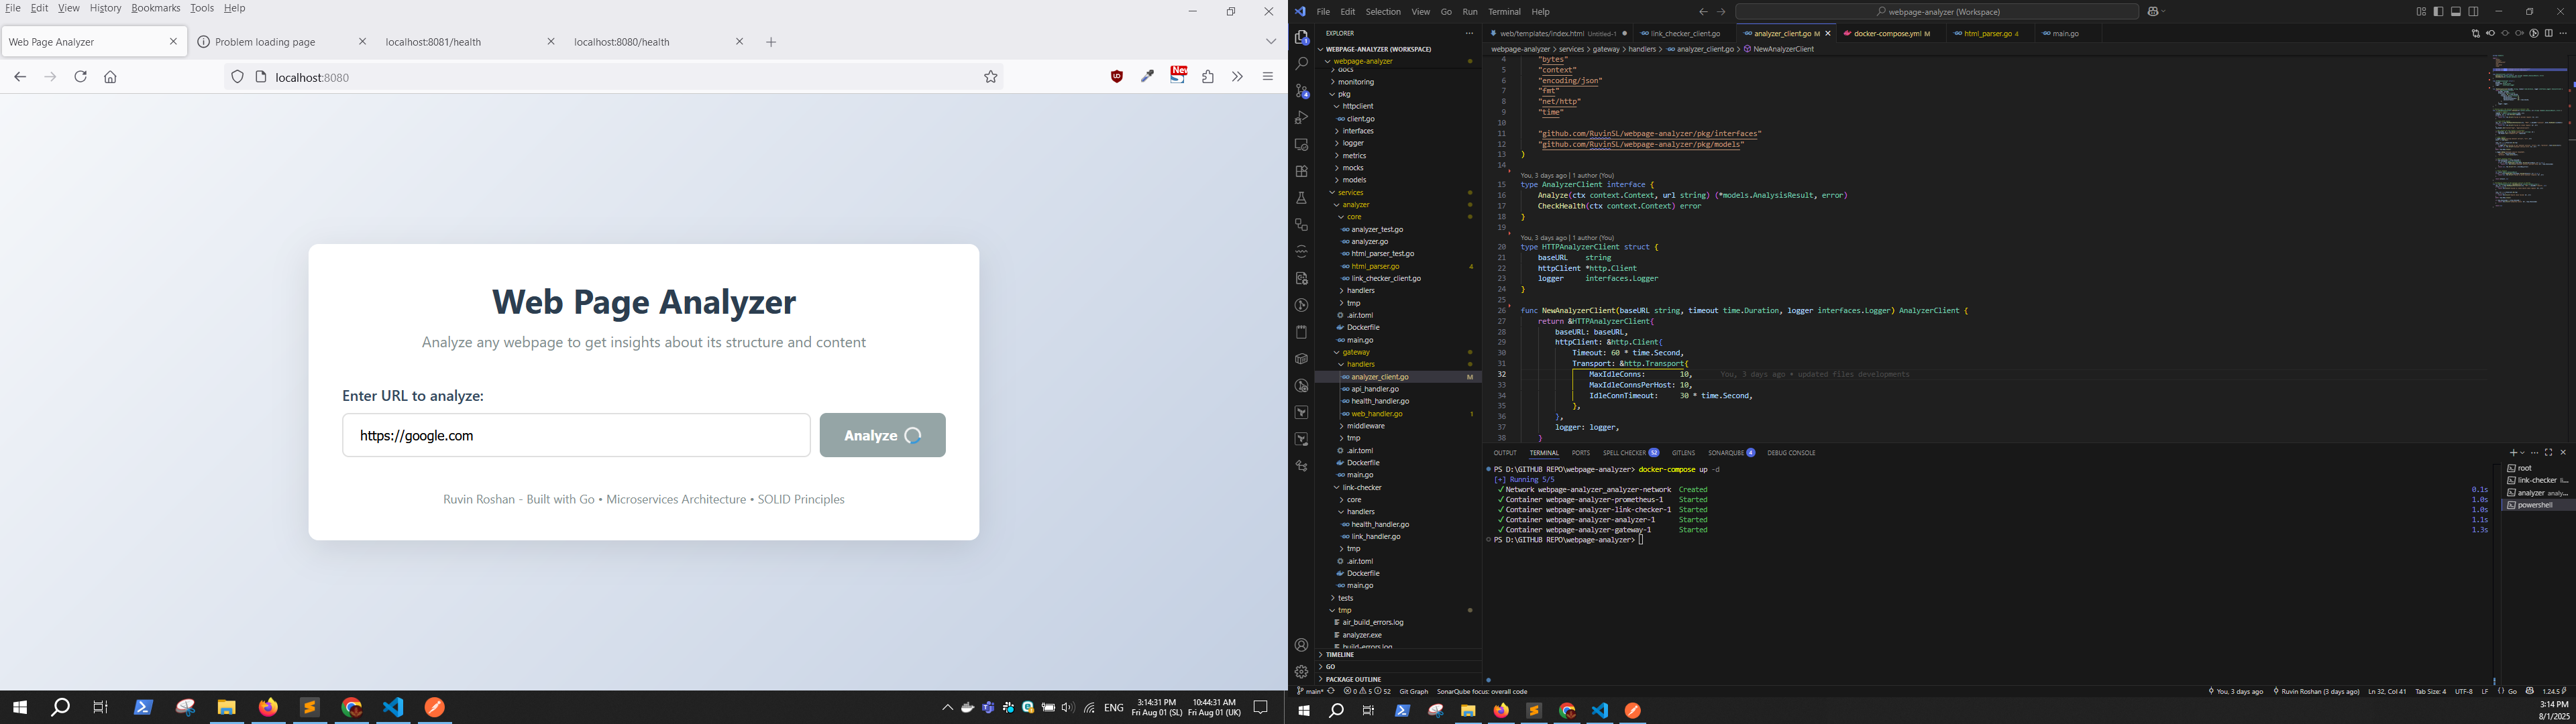 File Edit View History Bookmarks Tools Help
Web Page Analyzer
Problem loading page
localhost:8081/health
localhost:8080/health
localhost:8080
New
Web Page Analyzer
Analyze any webpage to get insights about its structure and content
Enter URL to analyze:
https://google.com
Analyze
Ruvin Roshan - Built with Go • Microservices Architecture • SOLID Principles
ENG
3:14:31 PM
Fri Aug 01 (SL)
10:44:31 AM
Fri Aug 01 (UK)
File Edit Selection View Go Run Terminal Help
webpage-analyzer (Workspace)
EXPLORER
WEBPAGE-ANALYZER (WORKSPACE)
webpage-analyzer
docs
monitoring
pkg
httpclient
client.go
interfaces
logger
metrics
mocks
models
services
analyzer
core
analyzer_test.go
analyzer.go
html_parser_test.go
html_parser.go 4
link_checker_client.go
handlers
tmp
.air.toml
Dockerfile
main.go
gateway
handlers
analyzer_client.go M
api_handler.go
health_handler.go
web_handler.go 1
middleware
tmp
.air.toml
Dockerfile
main.go
link-checker
core
handlers
health_handler.go
link_handler.go
tmp
.air.toml
Dockerfile
main.go
tests
tmp
air_build_errors.log
analyzer.exe
build-errors.log
TIMELINE
GO
PACKAGE OUTLINE
web/templates/index.html Untitled-1
link_checker_client.go
analyzer_client.go M
docker-compose.yml M
html_parser.go 4
main.go
webpage-analyzer > services > gateway > handlers > analyzer_client.go > NewAnalyzerClient
4 "bytes"
5 "context"
6 "encoding/json"
7 "fmt"
8 "net/http"
9 "time"
10
11 "github.com/RuvinSL/webpage-analyzer/pkg/interfaces"
12 "github.com/RuvinSL/webpage-analyzer/pkg/models"
13 )
14
You, 3 days ago | 1 author (You)
15 type AnalyzerClient interface {
16 Analyze(ctx context.Context, url string) (*models.AnalysisResult, error)
17 CheckHealth(ctx context.Context) error
18 }
19
You, 3 days ago | 1 author (You)
20 type HTTPAnalyzerClient struct {
21 baseURL string
22 httpClient *http.Client
23 logger interfaces.Logger
24 }
25
26 func NewAnalyzerClient(baseURL string, timeout time.Duration, logger interfaces.Logger) AnalyzerClient {
27 return &HTTPAnalyzerClient{
28 baseURL: baseURL,
29 httpClient: &http.Client{
30 Timeout: 60 * time.Second,
31 Transport: &http.Transport{
32 MaxIdleConns: 10, You, 3 days ago • updated files developments
33 MaxIdleConnsPerHost: 10,
34 IdleConnTimeout: 30 * time.Second,
35 },
36 },
37 logger: logger,
38 }
OUTPUT TERMINAL PORTS SPELL CHECKER 52 GITLENS SONARQUBE 4 DEBUG CONSOLE
PS D:\GITHUB REPO\webpage-analyzer> docker-compose up -d
[+] Running 5/5
✓ Network webpage-analyzer_analyzer-network Created 0.1s
✓ Container webpage-analyzer-prometheus-1 Started 1.0s
✓ Container webpage-analyzer-link-checker-1 Started 1.0s
✓ Container webpage-analyzer-analyzer-1 Started 1.1s
✓ Container webpage-analyzer-gateway-1 Started 1.3s
PS D:\GITHUB REPO\webpage-analyzer>
root
link-checker li...
analyzer analy...
powershell
main* 0 5 52 Git Graph SonarQube focus: overall code
You, 3 days ago Ruvin Roshan (3 days ago) Ln 32, Col 41 Tab Size: 4 UTF-8 LF Go 1.24.5
3:14 PM
8/1/2025